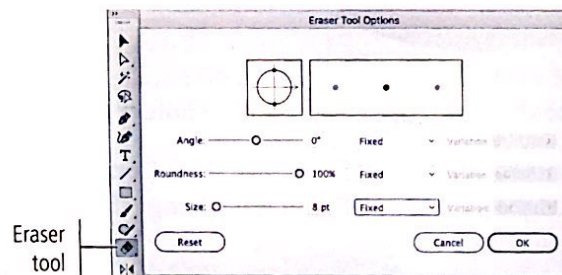 Eraser Tool Options
Angle: 0° Fixed Variation:
Roundness: 100% Fixed Variation:
Size: 8 pt Fixed Variation:
Reset Cancel OK
Eraser
tool